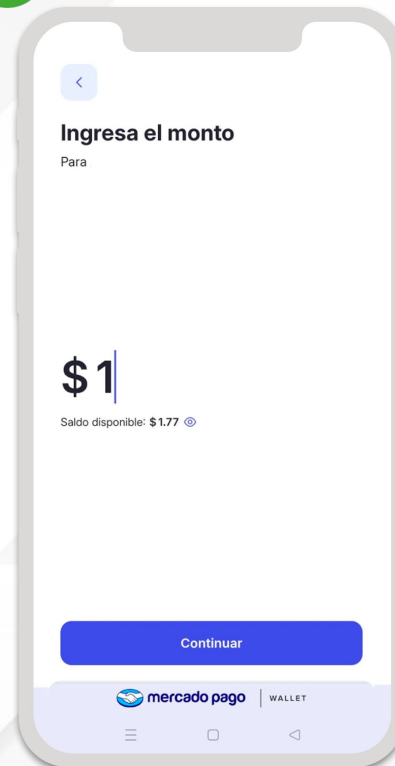 Ingresa el monto
Para
$ 1
Saldo disponible: $ 1.77
Continuar
mercado pago | WALLET